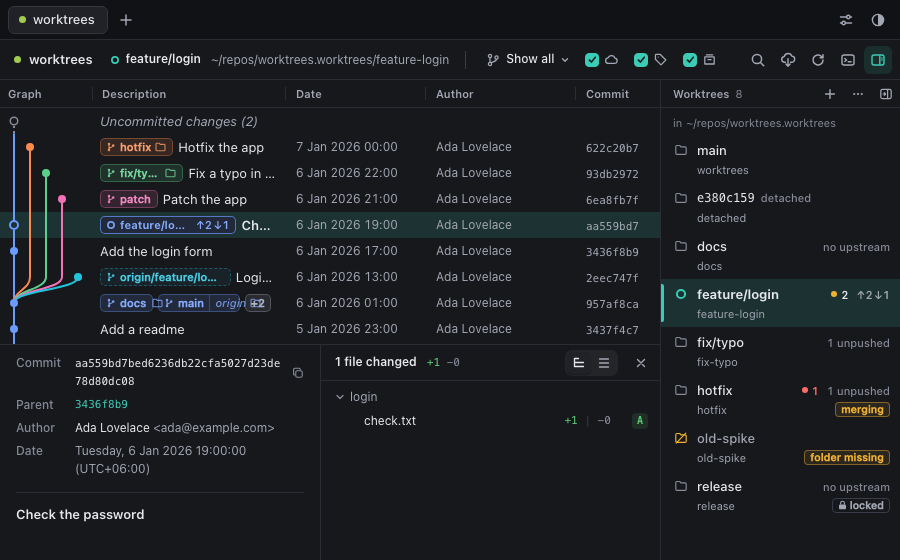 worktrees
worktrees feature/login ~/repos/worktrees.worktrees/feature-login Show all
Graph Description Date Author Commit
Uncommitted changes (2)
hotfix Hotfix the app 7 Jan 2026 00:00 Ada Lovelace 622c20b7
fix/ty... Fix a typo in ... 6 Jan 2026 22:00 Ada Lovelace 93db2972
patch Patch the app 6 Jan 2026 21:00 Ada Lovelace 6ea8fb7f
feature/lo... ↑2↓1 Ch... 6 Jan 2026 19:00 Ada Lovelace aa559bd7
Add the login form 6 Jan 2026 17:00 Ada Lovelace 3436f8b9
origin/feature/lo... Logi... 6 Jan 2026 13:00 Ada Lovelace 2eec747f
docs main origin +2 6 Jan 2026 01:00 Ada Lovelace 957af8ca
Add a readme 5 Jan 2026 23:00 Ada Lovelace 3437f4c7
Commit aa559bd7bed6236db22cfa5027d23de
78d80dc08
Parent 3436f8b9
Author Ada Lovelace <ada@example.com>
Date Tuesday, 6 Jan 2026 19:00:00
(UTC+06:00)
Check the password
1 file changed +1 −0
login
check.txt +1 | −0 A
Worktrees 8
in ~/repos/worktrees.worktrees
main
worktrees
e380c159 detached
detached
docs no upstream
docs
feature/login 2 ↑2↓1
feature-login
fix/typo 1 unpushed
fix-typo
hotfix 1 1 unpushed
hotfix merging
old-spike
old-spike folder missing
release no upstream
release locked